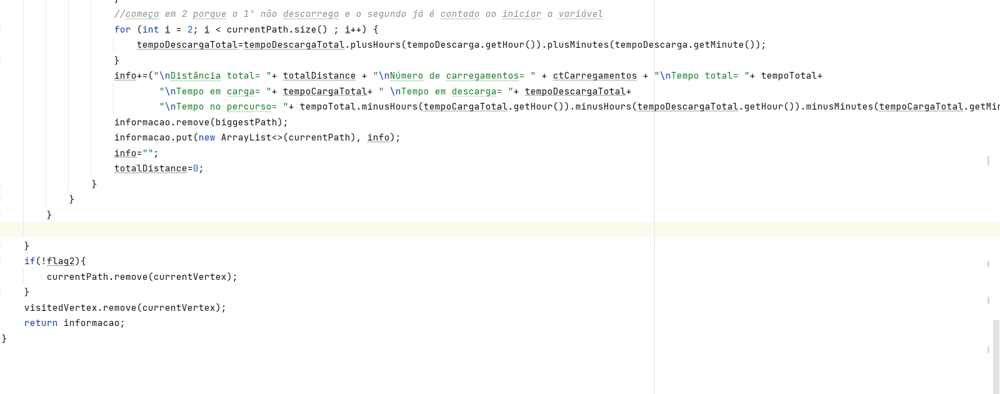 }
//começa em 2 porque o 1º não descarrega e o segundo já é contado ao iniciar a variável
for (int i = 2; i < currentPath.size() ; i++) {
tempoDescargaTotal=tempoDescargaTotal.plusHours(tempoDescarga.getHour()).plusMinutes(tempoDescarga.getMinute());
}
info+=("\nDistância total= "+ totalDistance + "\nNúmero de carregamentos= " + ctCarregamentos + "\nTempo total= "+ tempoTotal+
"\nTempo em carga= "+ tempoCargaTotal+ " \nTempo em descarga= "+ tempoDescargaTotal+
"\nTempo no percurso= "+ tempoTotal.minusHours(tempoCargaTotal.getHour()).minusHours(tempoDescargaTotal.getHour()).minusMinutes(tempoCargaTotal.getMin
informacao.remove(biggestPath);
informacao.put(new ArrayList<>(currentPath), info);
info="";
totalDistance=0;
}
}
}
}
if(!flag2){
currentPath.remove(currentVertex);
}
visitedVertex.remove(currentVertex);
return informacao;
}